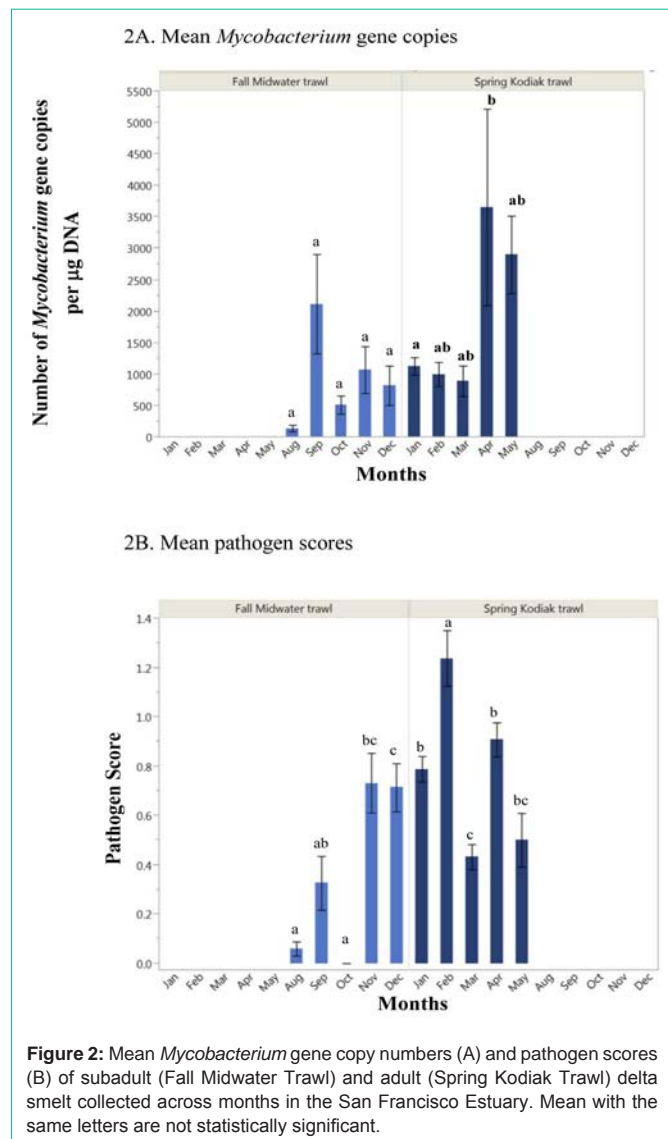 2A. Mean Mycobacterium gene copies
Fall Midwater trawl Spring Kodiak trawl
Number of Mycobacterium gene copies
per µg DNA
5500
5000
4500
4000
3500
3000
2500
2000
1500
1000
500
0
a a a a a a ab ab b ab
Jan Feb Mar Apr May Aug Sep Oct Nov Dec Jan Feb Mar Apr May Aug Sep Oct Nov Dec
Months
2B. Mean pathogen scores
Fall Midwater trawl Spring Kodiak trawl
Pathogen Score
1.4
1.2
1.0
0.8
0.6
0.4
0.2
0.0
a ab a bc c b a c b bc
Jan Feb Mar Apr May Aug Sep Oct Nov Dec Jan Feb Mar Apr May Aug Sep Oct Nov Dec
Months
Figure 2: Mean Mycobacterium gene copy numbers (A) and pathogen scores
(B) of subadult (Fall Midwater Trawl) and adult (Spring Kodiak Trawl) delta
smelt collected across months in the San Francisco Estuary. Mean with the
same letters are not statistically significant.